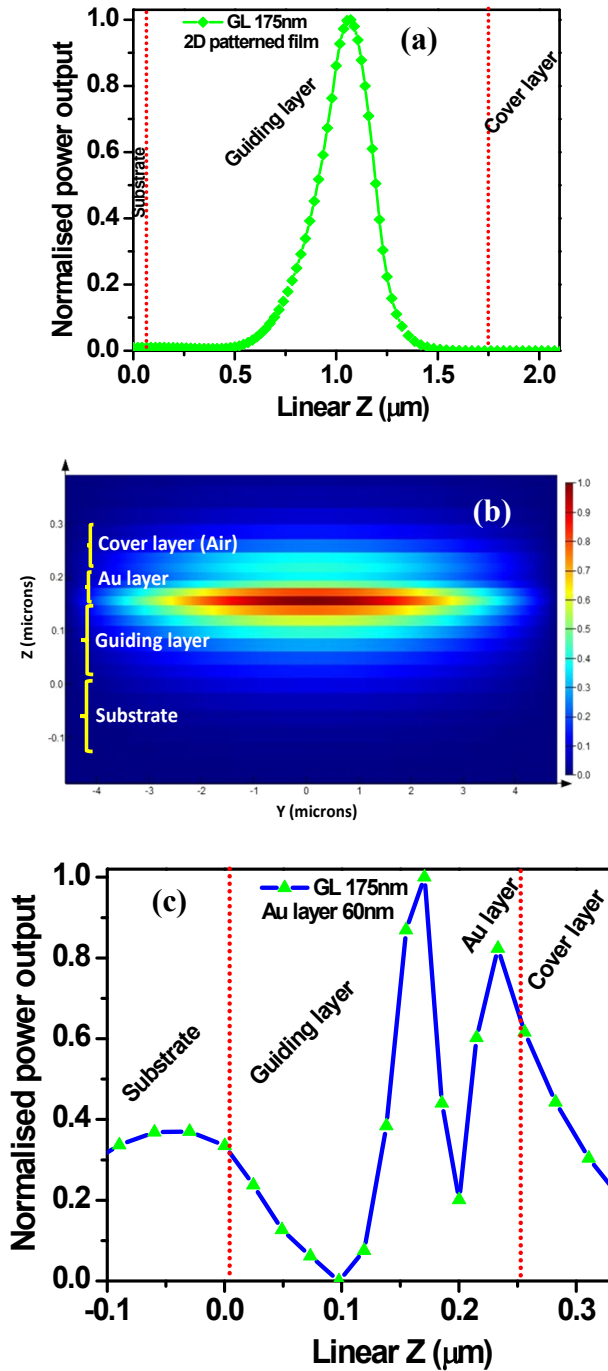 GL 175nm
2D patterned film
(a)
Substrate
Guiding layer
Cover layer
Normalised power output
1.0
0.8
0.6
0.4
0.2
0.0
0.0 0.5 1.0 1.5 2.0
Linear Z (μm)
(b)
Cover layer (Air)
Au layer
Guiding layer
Substrate
Z (microns)
0.3
0.2
0.1
0.0
-0.1
-4 -3 -2 -1 0 1 2 3 4
Y (microns)
1.0
0.9
0.8
0.7
0.6
0.5
0.4
0.3
0.2
0.1
0.0
(c)
GL 175nm
Au layer 60nm
Substrate
Guiding layer
Au layer
Cover layer
Normalised power output
1.0
0.8
0.6
0.4
0.2
0.0
-0.1 0.0 0.1 0.2 0.3
Linear Z (μm)